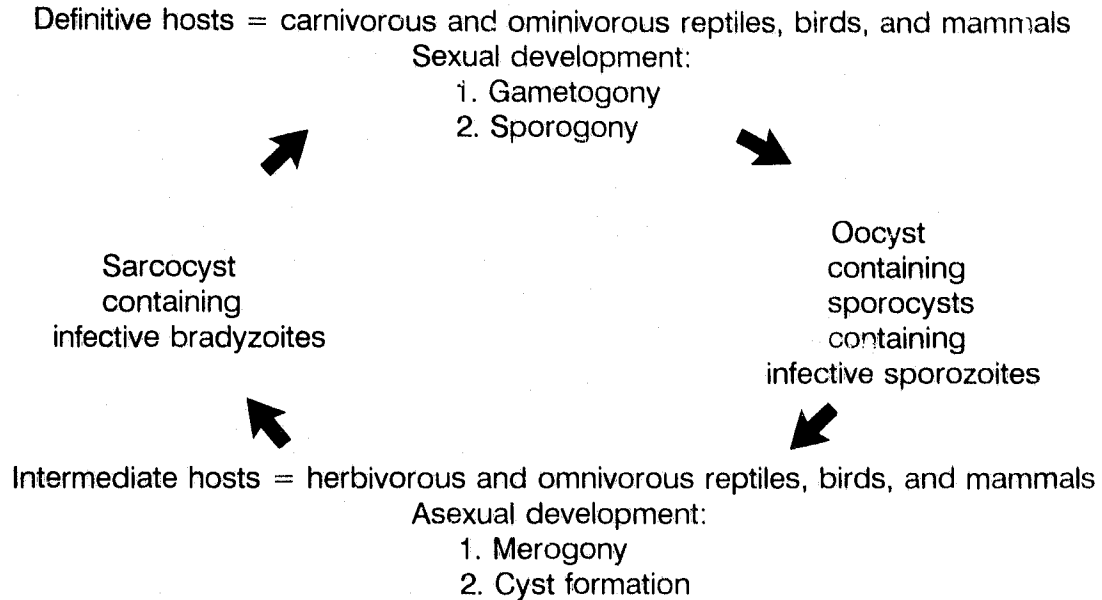 Definitive hosts = carnivorous and ominivorous reptiles, birds, and mammals
Sexual development:
1. Gametogony
2. Sporogony
Sarcocyst
containing
infective bradyzoites
Oocyst
containing
sporocysts
containing
infective sporozoites
Intermediate hosts = herbivorous and omnivorous reptiles, birds, and mammals
Asexual development:
1. Merogony
2. Cyst formation